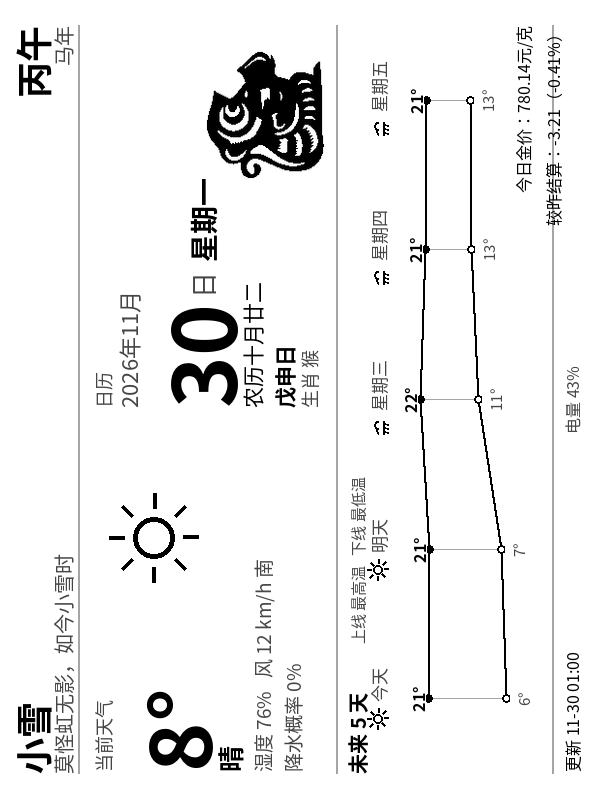 小雪
莫怪虹无影，如今小雪时
丙午
马年
当前天气
8°
晴
湿度 76% 风 12 km/h 南
降水概率 0%
日历
2026年11月
30 日 星期一
农历十月廿二
戊申日
生肖 猴
未来 5 天
上线 最高温 下线 最低温
今天 明天 星期三 星期四 星期五
21° 21° 22° 21° 21°
6° 7° 11° 13° 13°
今日金价：780.14元/克
较昨结算：-3.21 (-0.41%)
更新 11-30 01:00
电量 43%